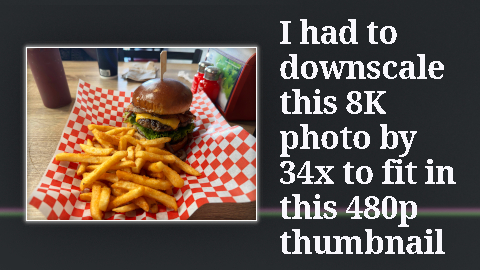 I had to
downscale
this 8K
photo by
34x to fit in
this 480p
thumbnail